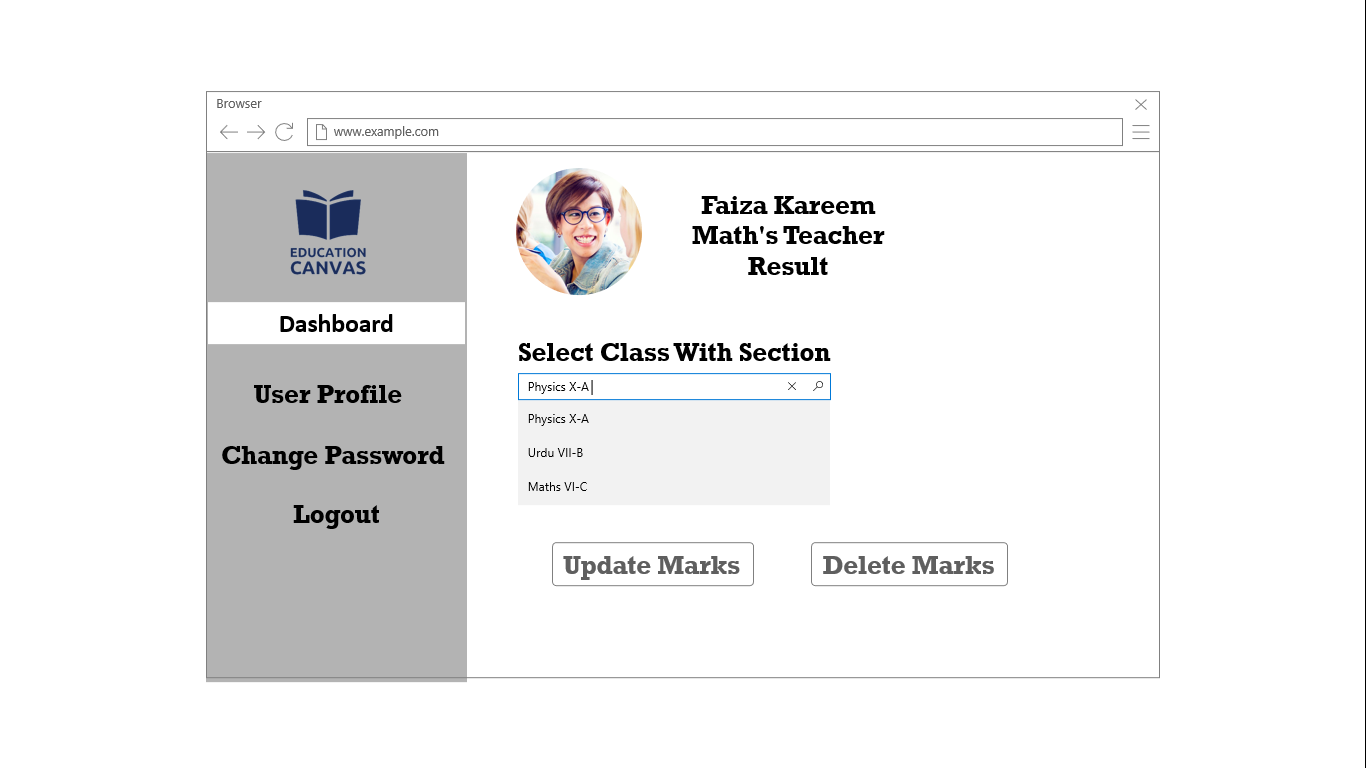 Browser
www.example.com
EDUCATION
CANVAS
Dashboard
User Profile
Change Password
Logout
Faiza Kareem
Math's Teacher
Result
Select Class With Section
Physics X-A
Physics X-A
Urdu VII-B
Maths VI-C
Update Marks
Delete Marks